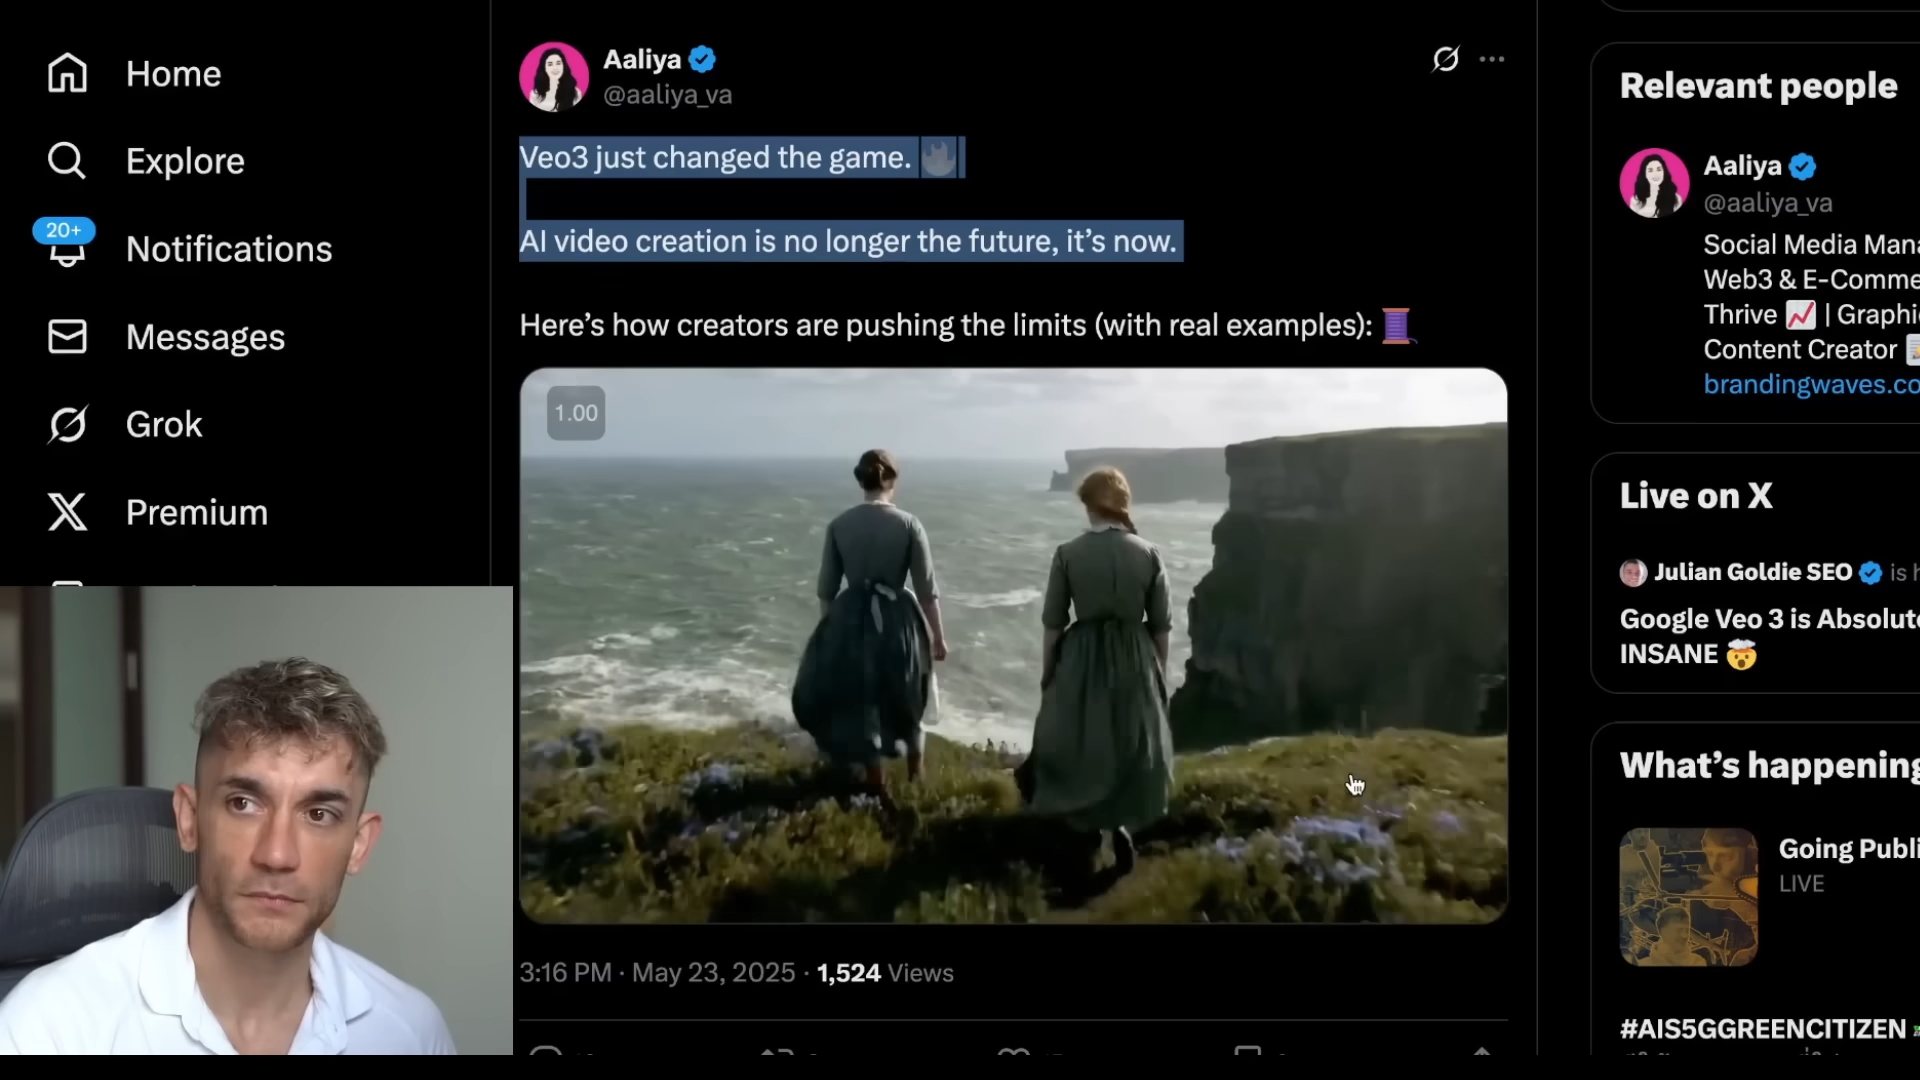 Home
Explore
20+
Notifications
Messages
Grok
Premium
Aaliya
@aaliya_va
Veo3 just changed the game.
AI video creation is no longer the future, it's now.
Here's how creators are pushing the limits (with real examples):
1.00
3:16 PM · May 23, 2025 · 1,524 Views
Relevant people
Aaliya
@aaliya_va
Social Media Mana
Web3 & E-Comme
Thrive | Graphi
Content Creator
brandingwaves.co
Live on X
Julian Goldie SEO is h
Google Veo 3 is Absolute
INSANE
What's happening
Going Publi
LIVE
#AIS5GGREENCITIZEN